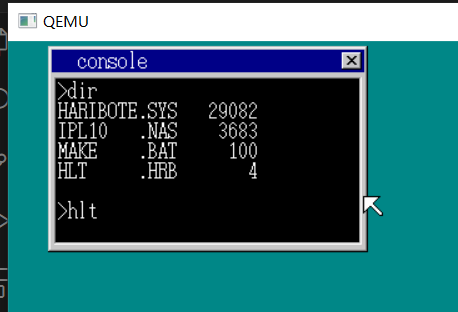 QEMU
console
>dir
HARIBOTE.SYS   29082
IPL10   .NAS    3683
MAKE    .BAT     100
HLT     .HRB       4
>hlt